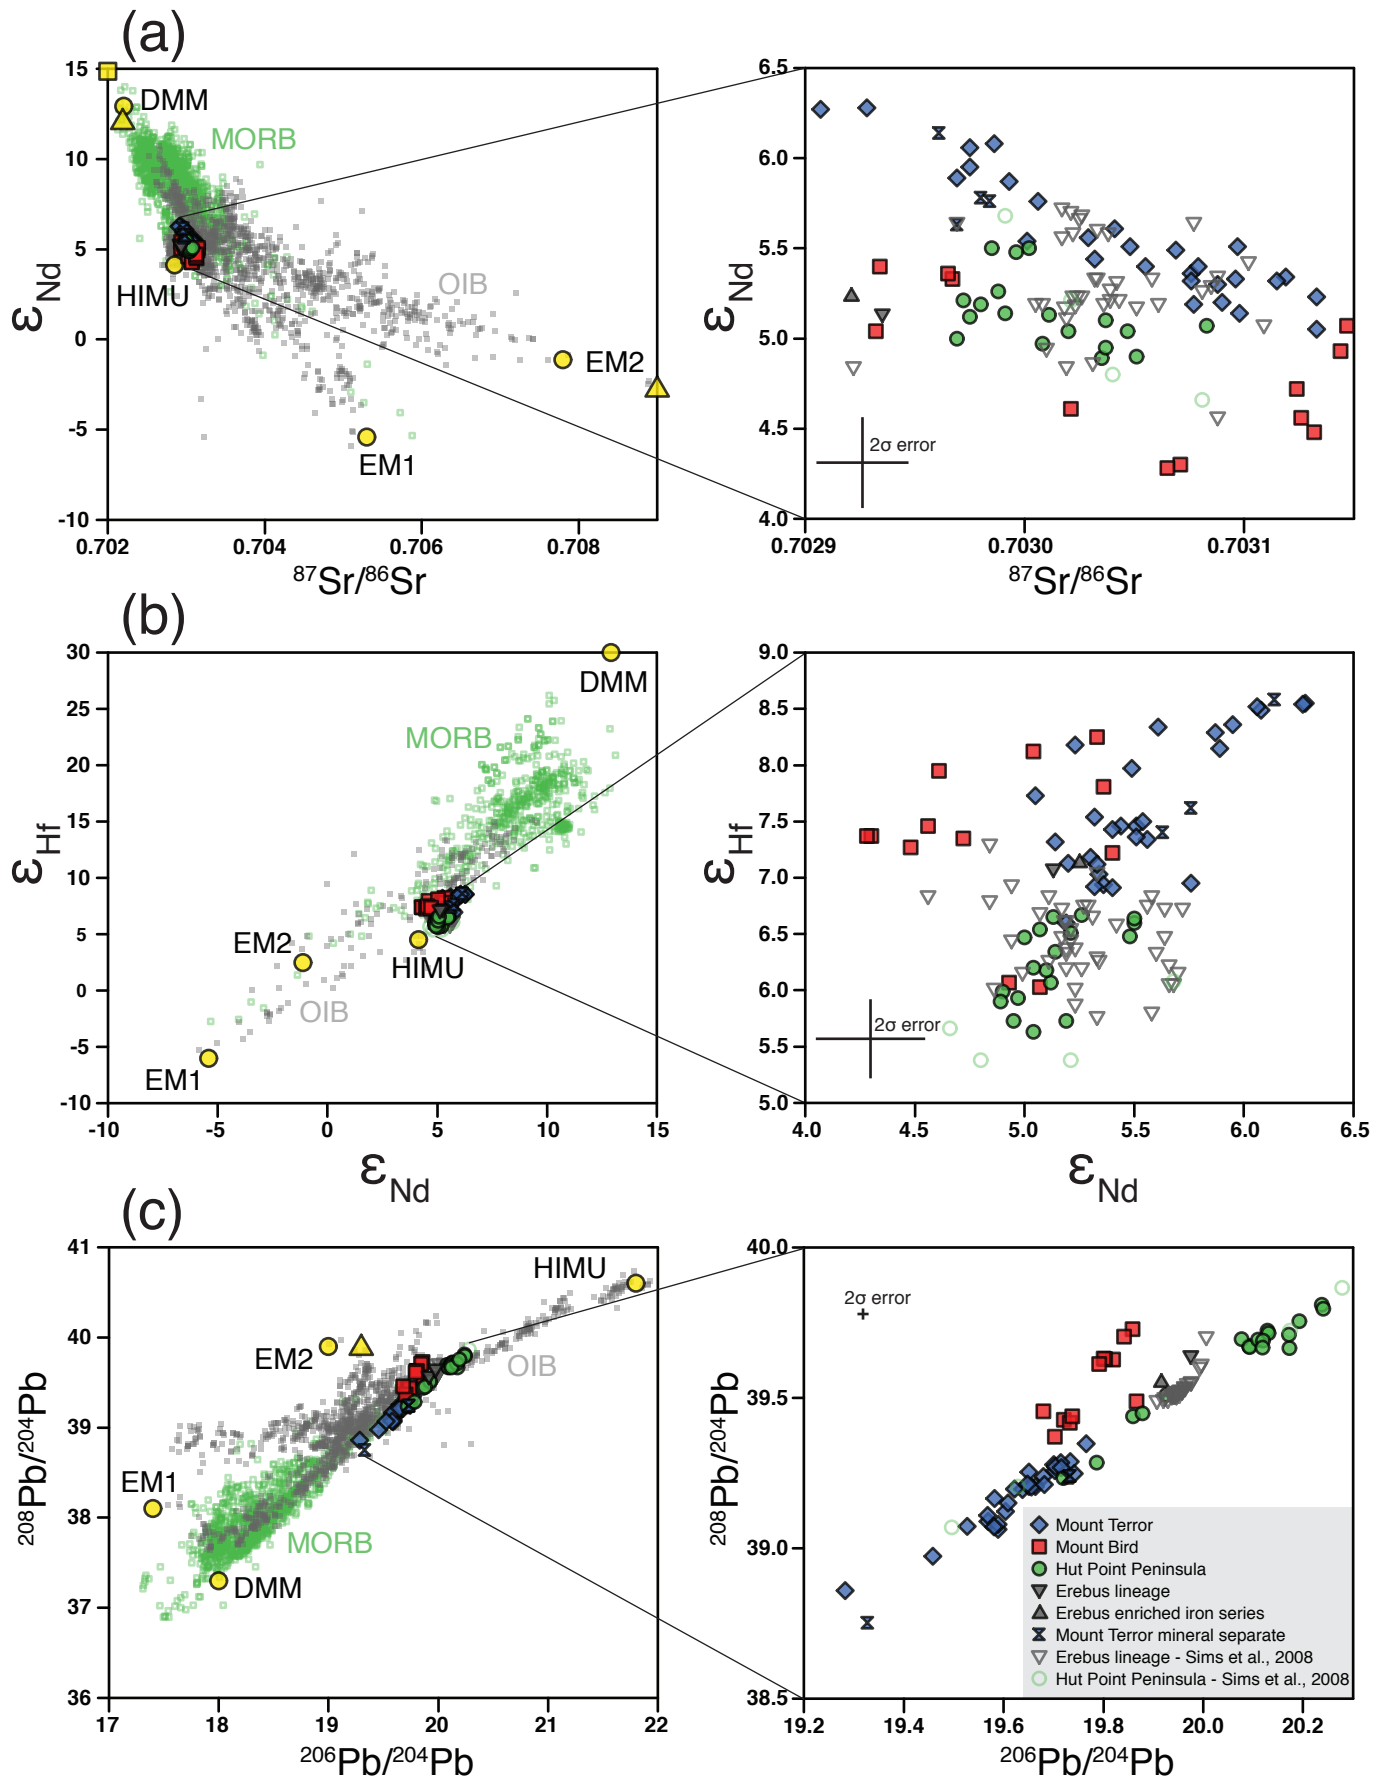 (a)
15
10
5
0
-5
-10
εNd
DMM
MORB
OIB
HIMU
EM2
EM1
0.702
0.704
0.706
0.708
87Sr/86Sr
6.5
6.0
5.5
5.0
4.5
4.0
εNd
2σ error
0.7029
0.7030
0.7031
87Sr/86Sr
(b)
30
25
20
15
10
5
0
-5
-10
εHf
DMM
MORB
EM2
HIMU
OIB
EM1
-10
-5
0
5
10
15
εNd
9.0
8.5
8.0
7.5
7.0
6.5
6.0
5.5
5.0
εHf
2σ error
4.0
4.5
5.0
5.5
6.0
6.5
εNd
(c)
41
40
39
38
37
36
208Pb/204Pb
HIMU
EM2
OIB
EM1
MORB
DMM
17
18
19
20
21
22
206Pb/204Pb
40.0
39.5
39.0
38.5
208Pb/204Pb
2σ error
Mount Terror
Mount Bird
Hut Point Peninsula
Erebus lineage
Erebus enriched iron series
Mount Terror mineral separate
Erebus lineage - Sims et al., 2008
Hut Point Peninsula - Sims et al., 2008
19.2
19.4
19.6
19.8
20.0
20.2
206Pb/204Pb